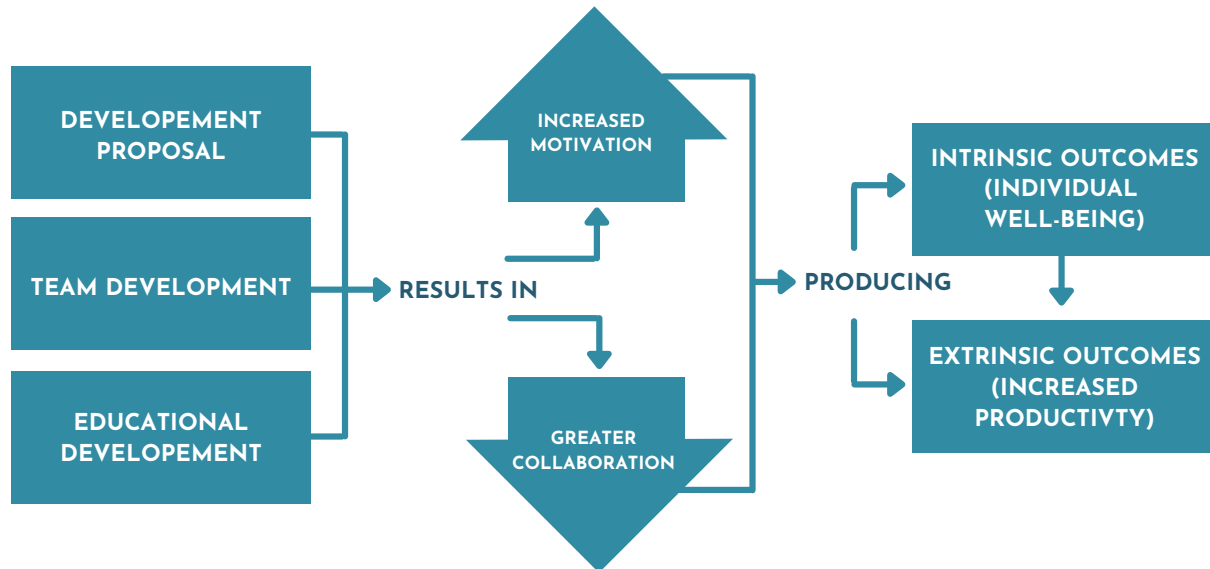 DEVELOPEMENT
PROPOSAL
TEAM DEVELOPMENT
EDUCATIONAL
DEVELOPEMENT
RESULTS IN
INCREASED
MOTIVATION
GREATER
COLLABORATION
PRODUCING
INTRINSIC OUTCOMES
(INDIVIDUAL
WELL-BEING)
EXTRINSIC OUTCOMES
(INCREASED
PRODUCTIVTY)